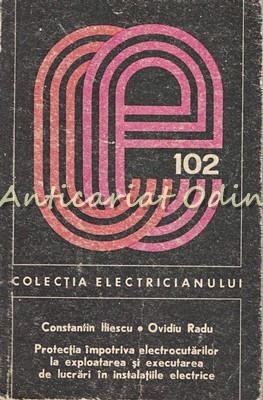 102
Anticariat Odin
COLECȚIA ELECTRICIANULUI
Constantin Iliescu • Ovidiu Radu
Protecția împotriva electrocutărilor
la exploatarea și executarea
de lucrări în instalațiile electrice